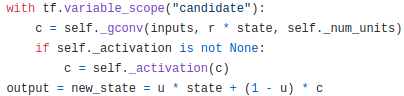 with tf.variable_scope("candidate"):
    c = self._gconv(inputs, r * state, self._num_units)
    if self._activation is not None:
        c = self._activation(c)
output = new_state = u * state + (1 - u) * c